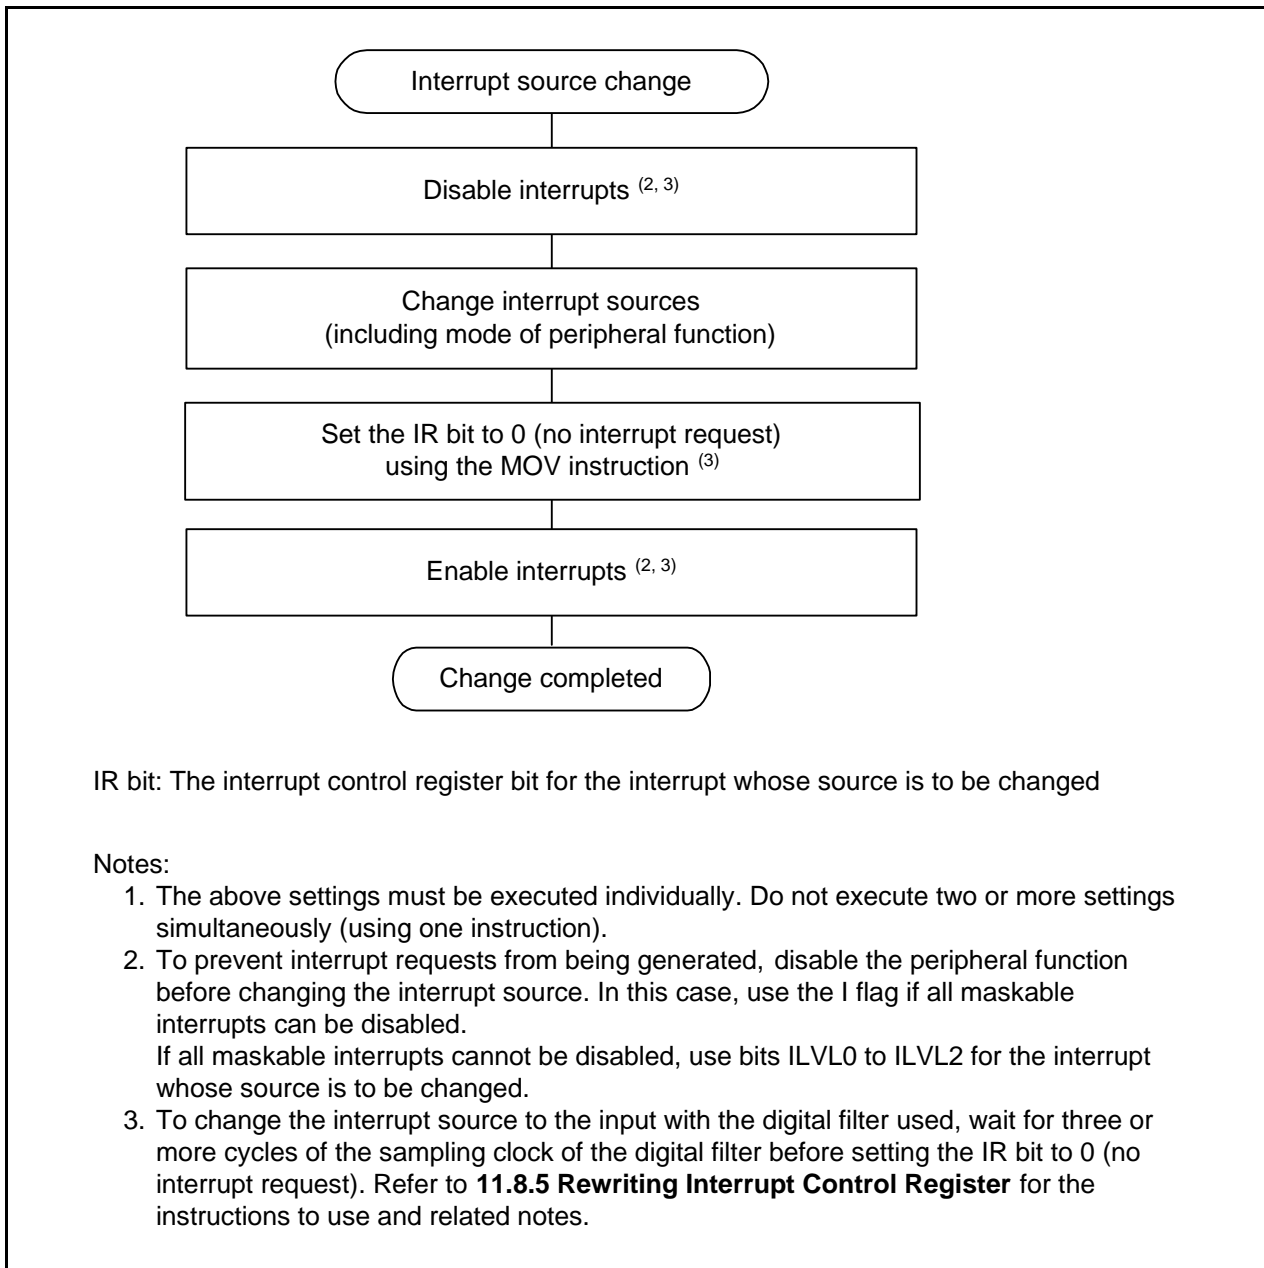 Interrupt source change
Disable interrupts (2, 3)
Change interrupt sources
(including mode of peripheral function)
Set the IR bit to 0 (no interrupt request)
using the MOV instruction (3)
Enable interrupts (2, 3)
Change completed
IR bit: The interrupt control register bit for the interrupt whose source is to be changed
Notes:
1. The above settings must be executed individually. Do not execute two or more settings
simultaneously (using one instruction).
2. To prevent interrupt requests from being generated, disable the peripheral function
before changing the interrupt source. In this case, use the I flag if all maskable
interrupts can be disabled.
If all maskable interrupts cannot be disabled, use bits ILVL0 to ILVL2 for the interrupt
whose source is to be changed.
3. To change the interrupt source to the input with the digital filter used, wait for three or
more cycles of the sampling clock of the digital filter before setting the IR bit to 0 (no
interrupt request). Refer to 11.8.5 Rewriting Interrupt Control Register for the
instructions to use and related notes.